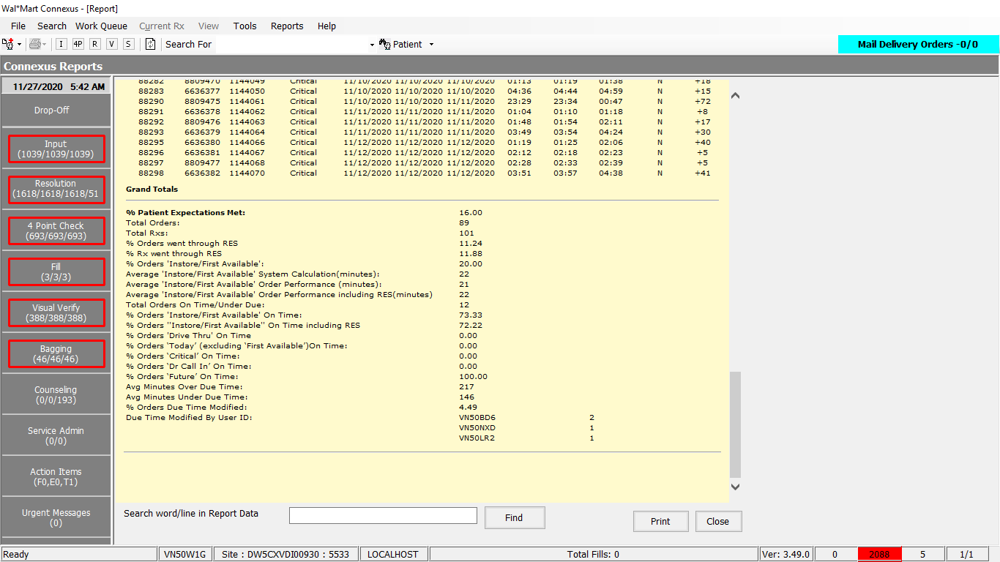 Wal*Mart Connexus - [Report]
File Search Work Queue Current Rx View Tools Reports Help
I 4P R V S Search For Patient
Mail Delivery Orders -0/0
Connexus Reports
11/27/2020 5:42 AM
Drop-Off
Input
(1039/1039/1039)
Resolution
(1618/1618/1618/51
4 Point Check
(693/693/693)
Fill
(3/3/3)
Visual Verify
(388/388/388)
Bagging
(46/46/46)
Counseling
(0/0/193)
Service Admin
(0/0)
Action Items
(F0,E0,T1)
Urgent Messages
(0)
88282 8809470 1144049 Critical 11/10/2020 11/10/2020 11/10/2020 01:13 01:19 01:38 N +18
88283 6636377 1144050 Critical 11/10/2020 11/10/2020 11/10/2020 04:36 04:44 04:59 N +15
88290 8809475 1144061 Critical 11/10/2020 11/10/2020 11/11/2020 23:29 23:34 00:47 N +72
88291 6636378 1144062 Critical 11/11/2020 11/11/2020 11/11/2020 01:04 01:10 01:18 N +8
88292 8809476 1144063 Critical 11/11/2020 11/11/2020 11/11/2020 01:48 01:54 02:11 N +17
88293 6636379 1144064 Critical 11/11/2020 11/11/2020 11/11/2020 03:49 03:54 04:24 N +30
88295 6636380 1144066 Critical 11/12/2020 11/12/2020 11/12/2020 01:19 01:25 02:06 N +40
88296 6636381 1144067 Critical 11/12/2020 11/12/2020 11/12/2020 02:12 02:18 02:23 N +5
88297 8809477 1144068 Critical 11/12/2020 11/12/2020 11/12/2020 02:28 02:33 02:39 N +5
88298 6636382 1144070 Critical 11/12/2020 11/12/2020 11/12/2020 03:51 03:57 04:38 N +41
Grand Totals
% Patient Expectations Met: 16.00
Total Orders: 89
Total Rxs: 101
% Orders went through RES 11.24
% Rx went through RES 11.88
% Orders 'Instore/First Available': 20.00
Average 'Instore/First Available' System Calculation(minutes): 22
Average 'Instore/First Available' Order Performance (minutes): 21
Average 'Instore/First Available' Order Performance including RES(minutes) 22
Total Orders On Time/Under Due: 12
% Orders 'Instore/First Available' On Time: 73.33
% Orders "Instore/First Available" On Time including RES 72.22
% Orders 'Drive Thru' On Time 0.00
% Orders ‘Today’ (excluding ‘First Available’)On Time: 0.00
% Orders ‘Critical’ On Time: 0.00
% Orders ‘Dr Call In’ On Time: 0.00
% Orders ‘Future’ On Time: 100.00
Avg Minutes Over Due Time: 217
Avg Minutes Under Due Time: 146
% Orders Due Time Modified: 4.49
Due Time Modified By User ID: VN50BD6 2
VN50NXD 1
VN50LR2 1
Search word/line in Report Data Find Print Close
Ready VN50W1G Site : DW5CXVDI00930 : 5533 LOCALHOST Total Fills: 0 Ver: 3.49.0 0 2088 5 1/1